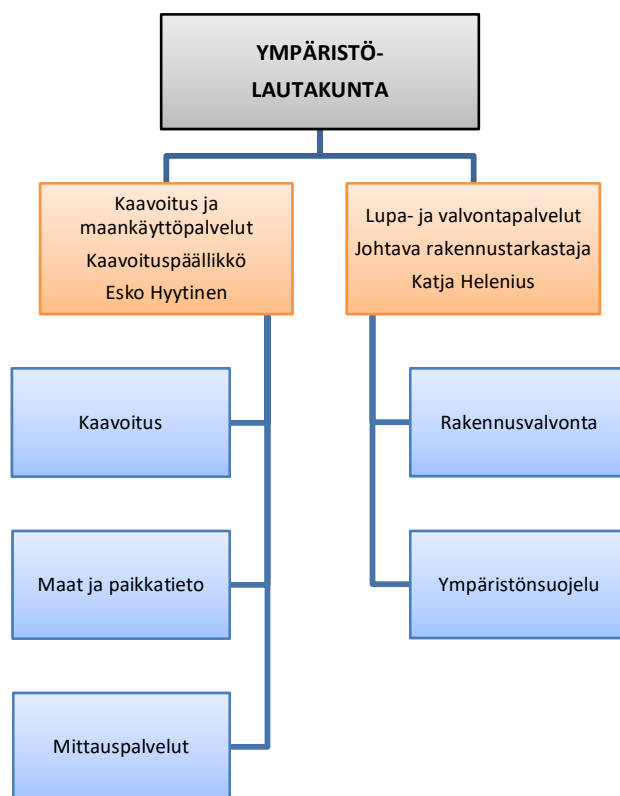 YMPÄRISTÖ-
LAUTAKUNTA
Kaavoitus ja
maankäyttöpalvelut
Kaavoituspäällikkö
Esko Hyytinen
Lupa- ja valvontapalvelut
Johtava rakennustarkastaja
Katja Helenius
Kaavoitus
Rakennusvalvonta
Maat ja paikkatieto
Ympäristönsuojelu
Mittauspalvelut